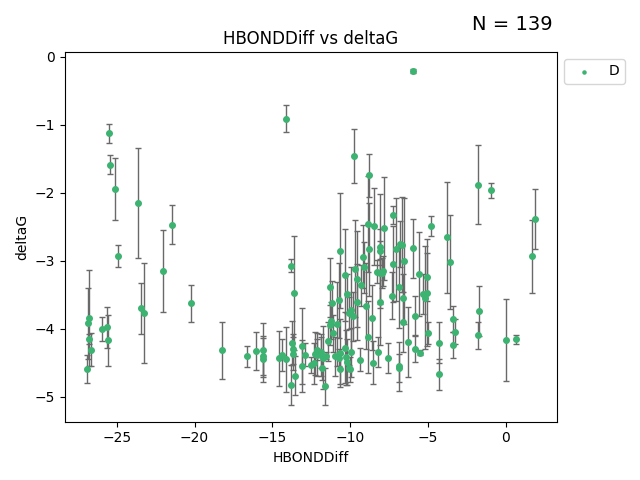 N = 139
HBONDDiff vs deltaG
D
0
−1
−2
−3
−4
−5
deltaG
−25 −20 −15 −10 −5 0
HBONDDiff